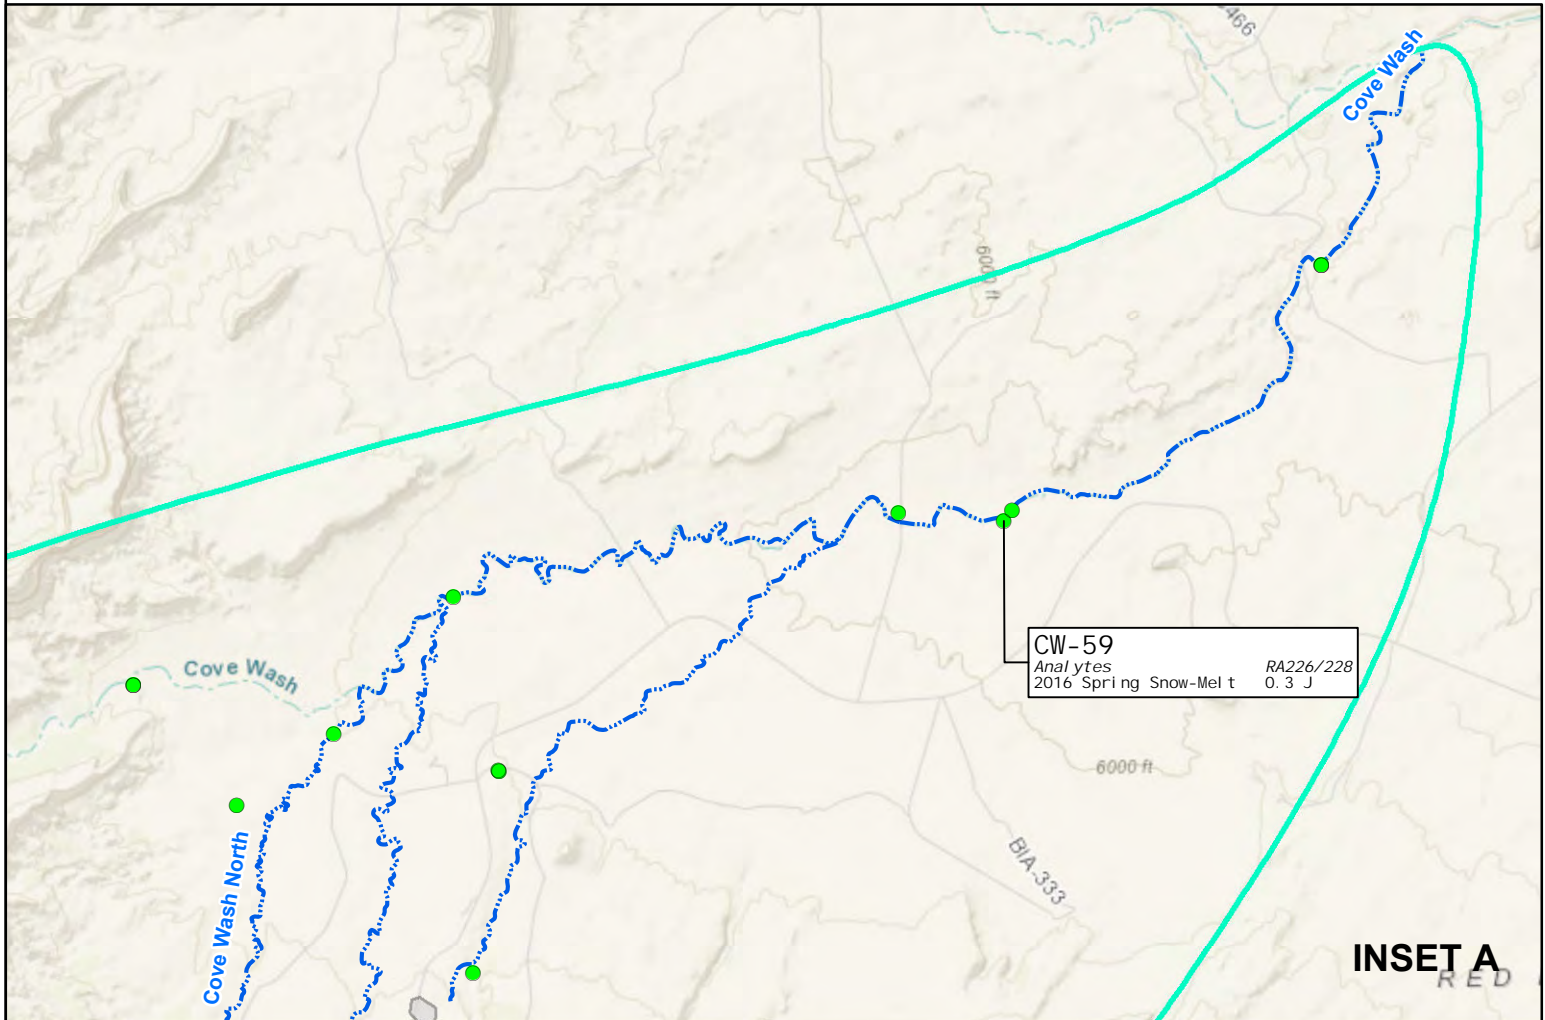 466
Cove Wash
6000 ft
CW-59
Analytes RA226/228
2016 Spring Snow-Melt 0.3 J
Cove Wash
6000 ft
BIA-333
Cove Wash North
INSET A
RED